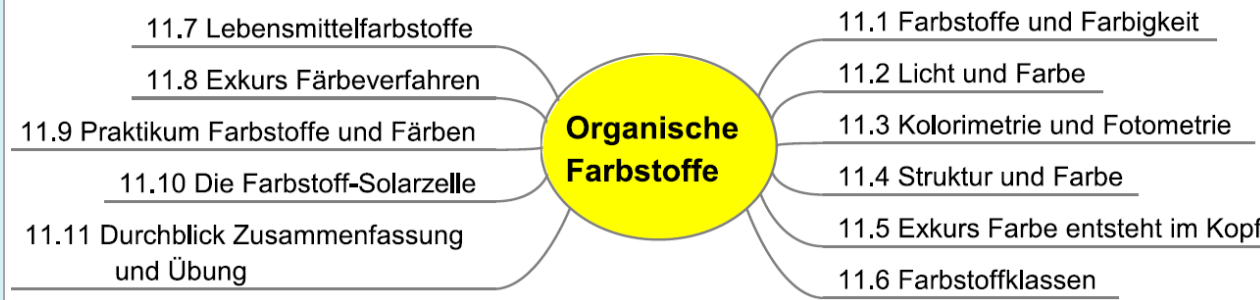 11.7 Lebensmittelfarbstoffe
11.8 Exkurs Färbeverfahren
11.9 Praktikum Farbstoffe und Färben
11.10 Die Farbstoff-Solarzelle
11.11 Durchblick Zusammenfassung
und Übung
Organische
Farbstoffe
11.1 Farbstoffe und Farbigkeit
11.2 Licht und Farbe
11.3 Kolorimetrie und Fotometrie
11.4 Struktur und Farbe
11.5 Exkurs Farbe entsteht im Kopf
11.6 Farbstoffklassen